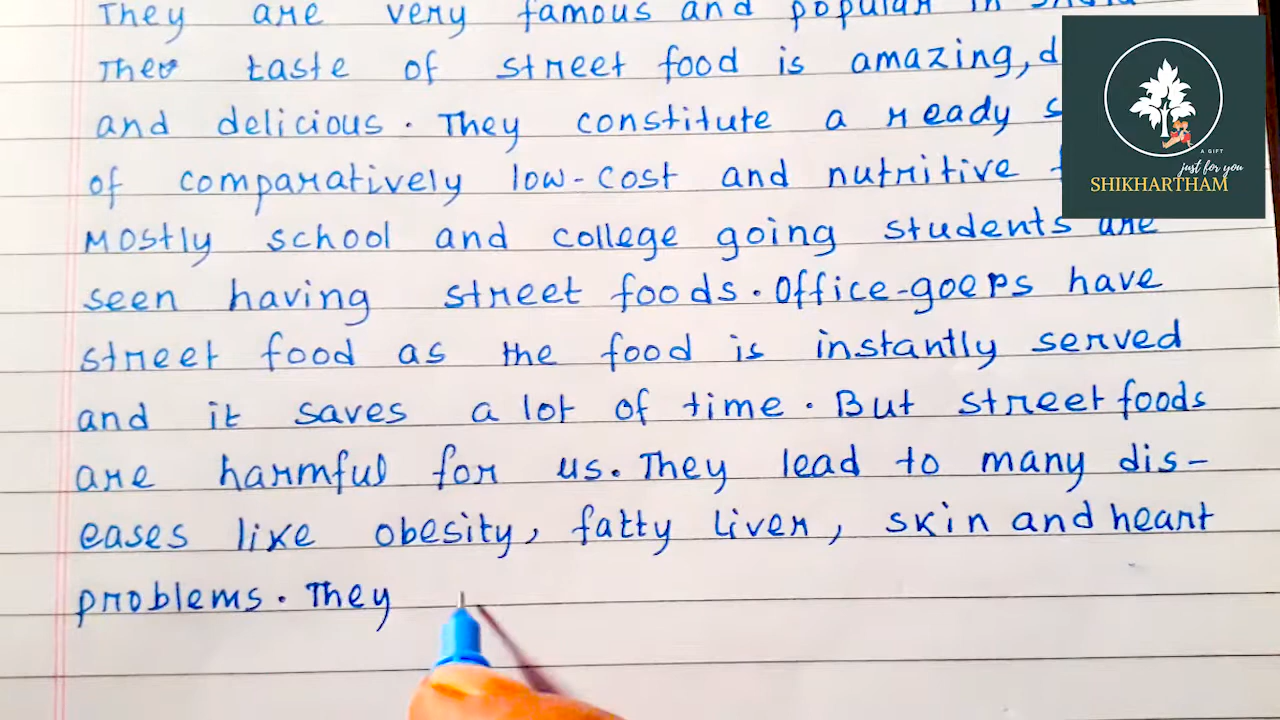 They are very famous and popular in India
The taste of street food is amazing, d
and delicious. They constitute a ready s
of comparatively low-cost and nutritive
Mostly school and college going students are
seen having street foods. Office-goers have
street food as the food is instantly served
and it saves a lot of time. But street foods
are harmful for us. They lead to many dis-
eases like obesity, fatty liver, skin and heart
problems. They
A GIFT
just for you
SHIKHARTHAM